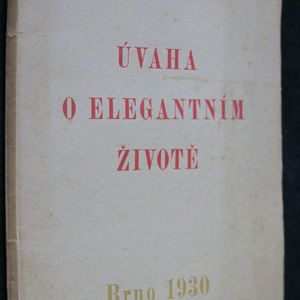 ÚVAHA
O ELEGANTNÍM
ŽIVOTĚ
Brno 1930